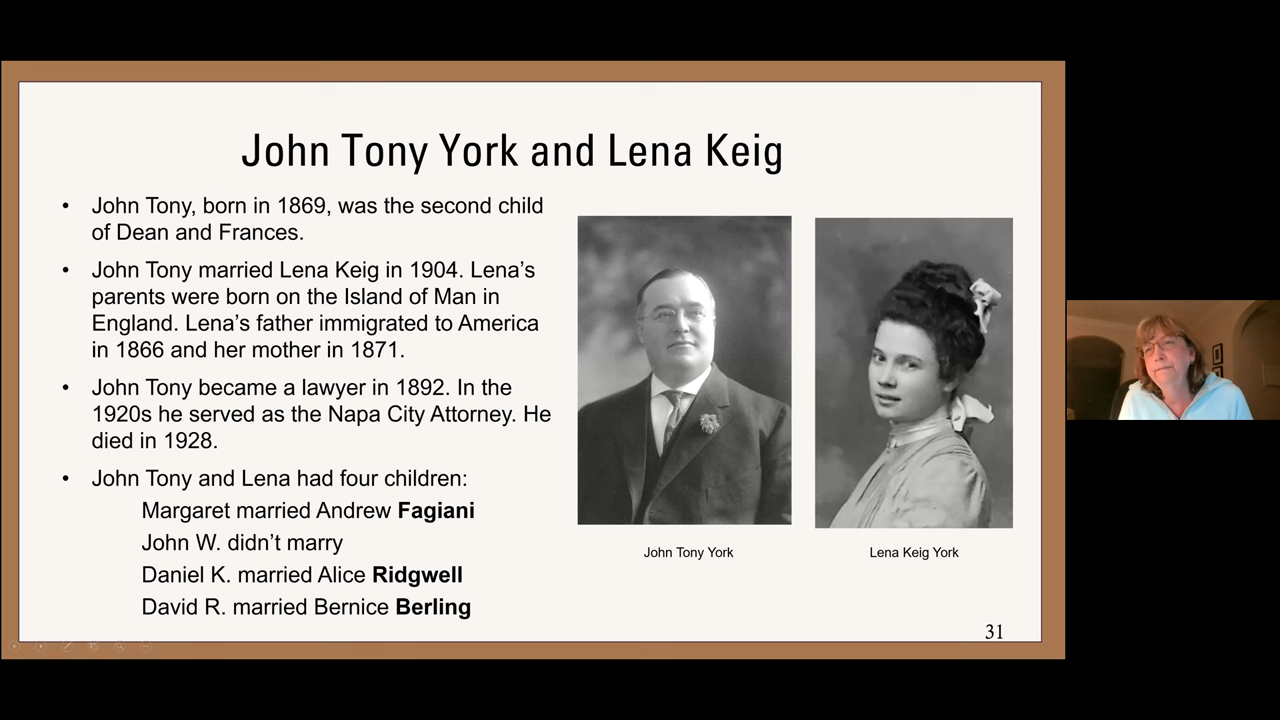 John Tony York and Lena Keig
• John Tony, born in 1869, was the second child
of Dean and Frances.
• John Tony married Lena Keig in 1904. Lena’s
parents were born on the Island of Man in
England. Lena’s father immigrated to America
in 1866 and her mother in 1871.
• John Tony became a lawyer in 1892. In the
1920s he served as the Napa City Attorney. He
died in 1928.
• John Tony and Lena had four children:
Margaret married Andrew Fagiani
John W. didn’t marry
Daniel K. married Alice Ridgwell
David R. married Bernice Berling
John Tony York
Lena Keig York
31